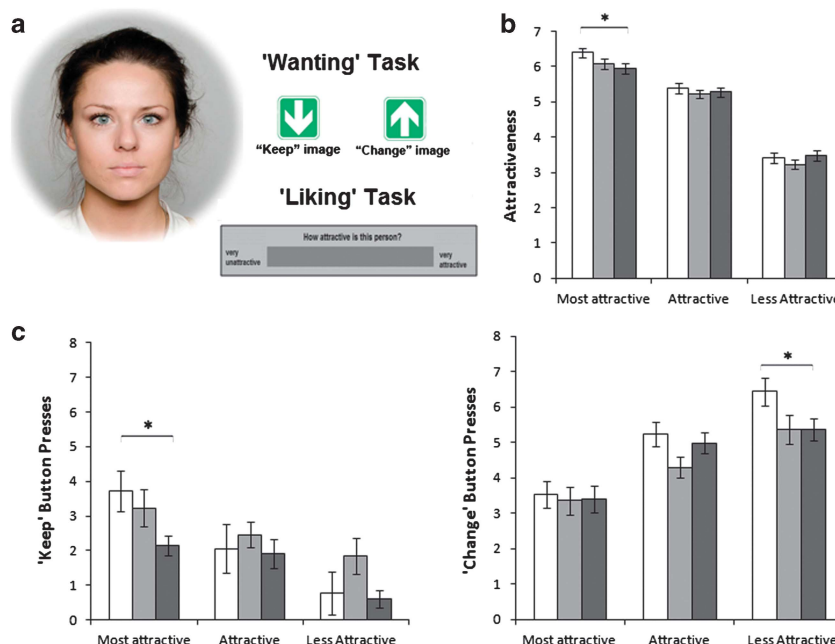 a
'Wanting' Task
"Keep" image
"Change" image
'Liking' Task
How attractive is this person?
very unattractive
very attractive
b
*
Attractiveness
7
6
5
4
3
2
1
0
Most attractive
Attractive
Less Attractive
c
*
'Keep' Button Presses
8
7
6
5
4
3
2
1
0
Most attractive
Attractive
Less Attractive
*
'Change' Button Presses
8
7
6
5
4
3
2
1
0
Most attractive
Attractive
Less Attractive